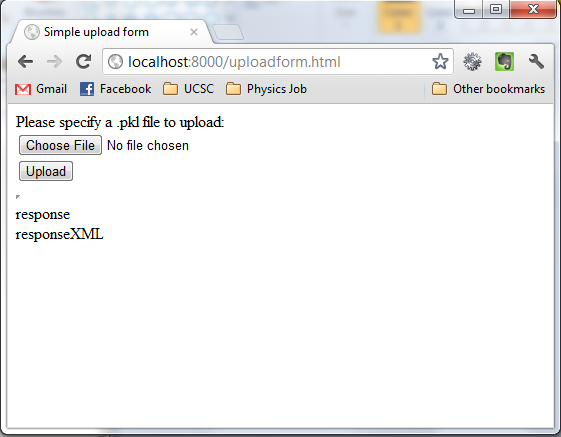 Simple upload form
localhost:8000/uploadform.html
Gmail Facebook UCSC Physics Job Other bookmarks
Please specify a .pkl file to upload:
Choose File No file chosen
Upload
response
responseXML